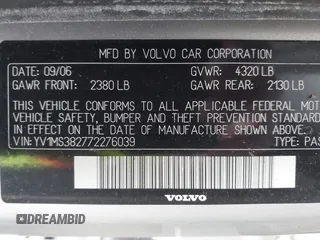 MFD BY VOLVO CAR CORPORATION
DATE: 09/06 GVWR: 4320 LB
GAWR FRONT: 2380 LB GAWR REAR: 2130 LB
THIS VEHICLE CONFORMS TO ALL APPLICABLE FEDERAL MOTOR
VEHICLE SAFETY, BUMPER AND THEFT PREVENTION STANDARD
IN EFFECT ON THE DATE OF MANUFACTURE SHOWN ABOVE.
VIN: YV1MS382772276039 TYPE: PAS
VOLVO
DREAMBID